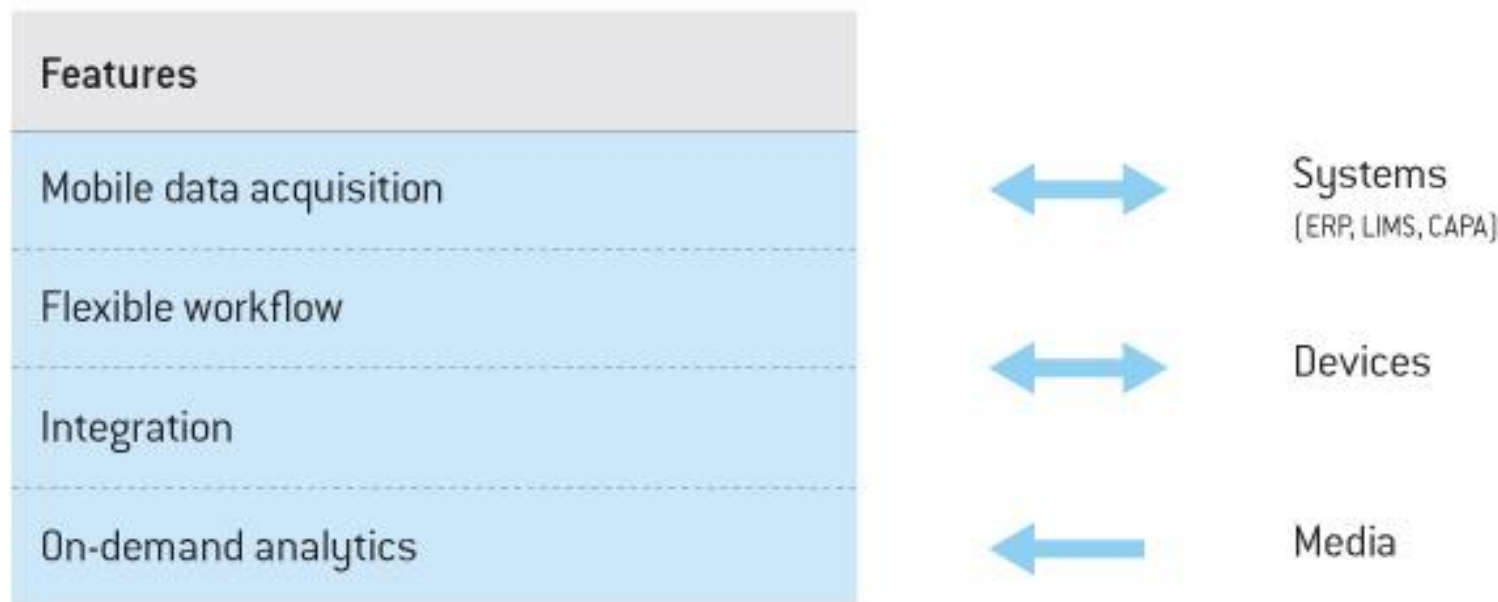 Features
Mobile data acquisition
Flexible workflow
Integration
On-demand analytics
Systems
(ERP, LIMS, CAPA)
Devices
Media